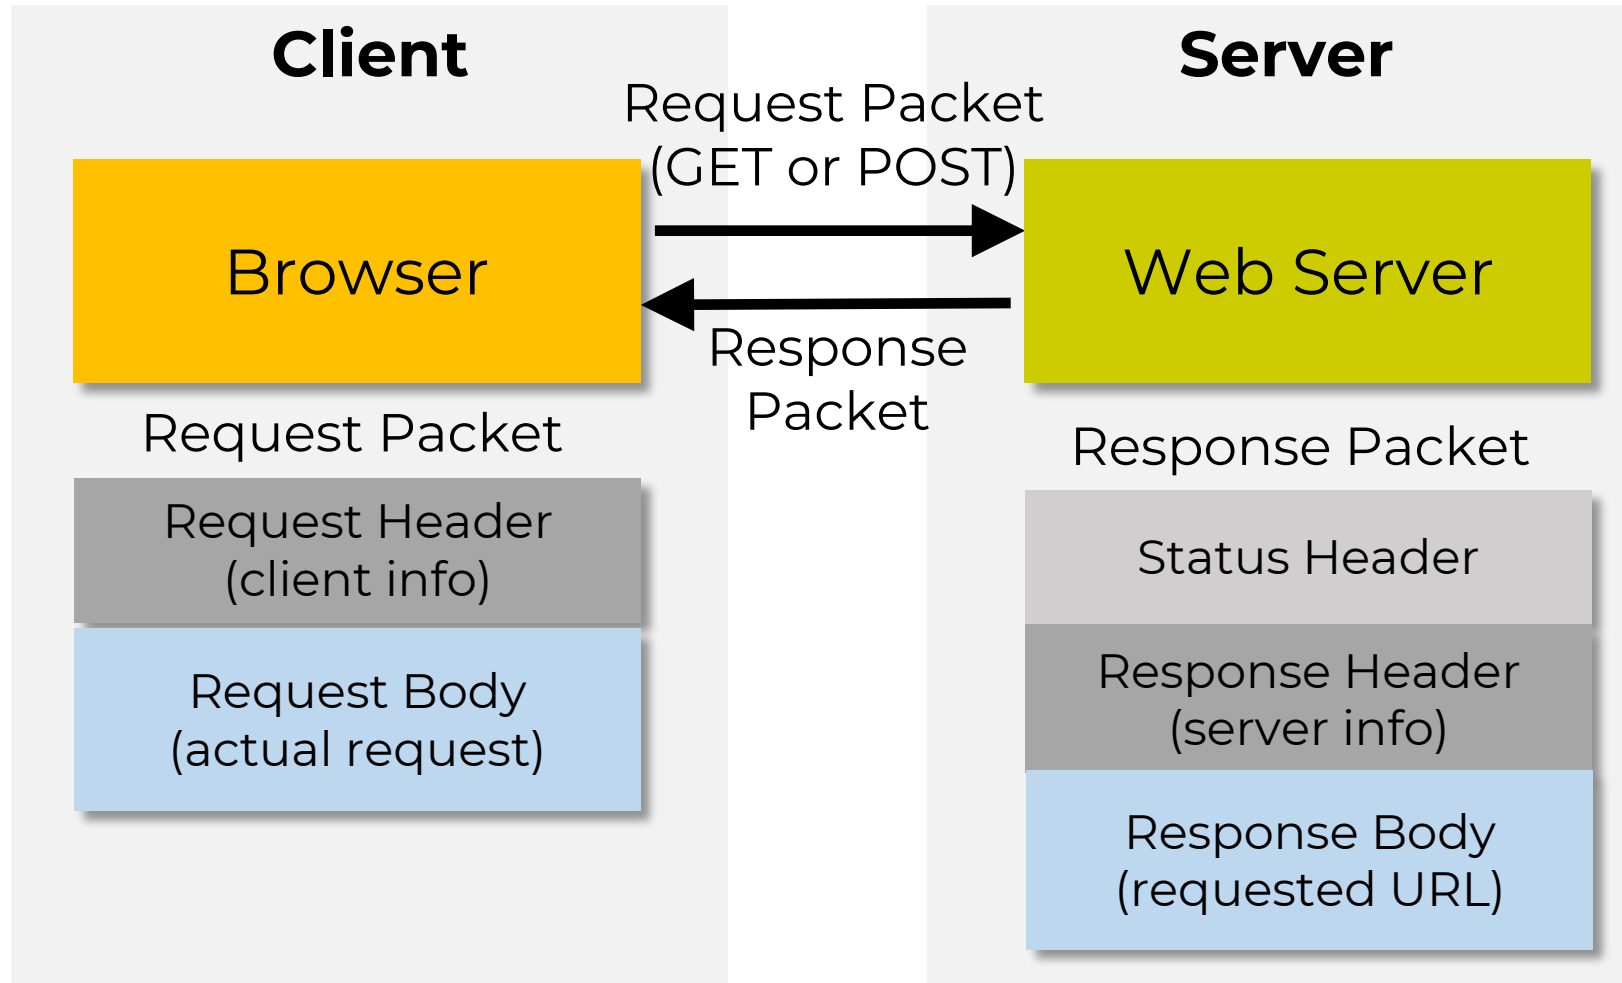 Client
Server
Request Packet
(GET or POST)
Browser
Web Server
Response
Packet
Request Packet
Request Header
(client info)
Request Body
(actual request)
Response Packet
Status Header
Response Header
(server info)
Response Body
(requested URL)